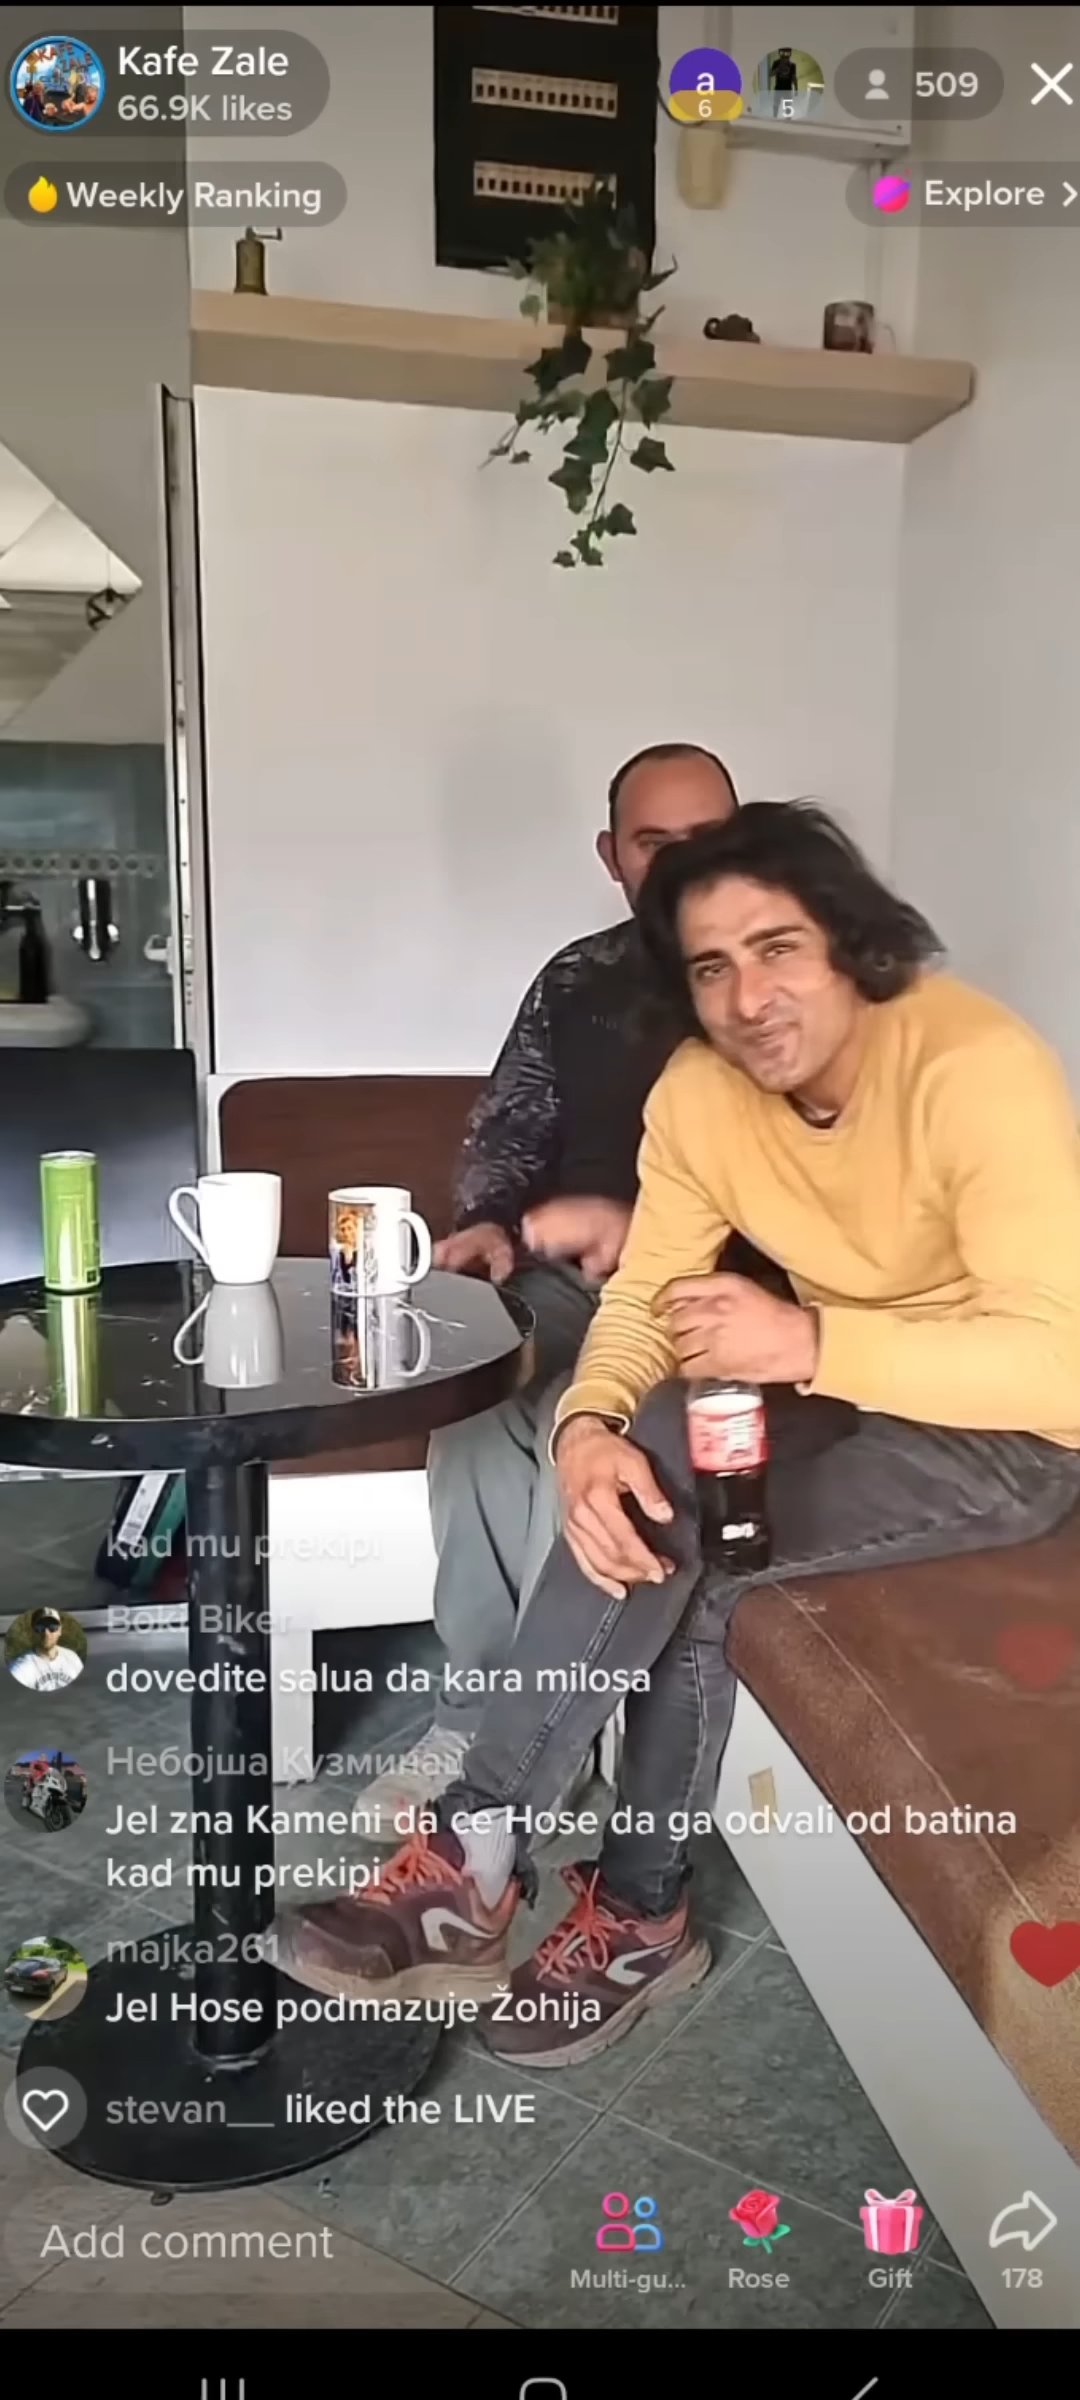 Kafe Zale
66.9K likes
a
6
5
509
Weekly Ranking
Explore
kad mu prekipi
Boki Biker
dovedite salua da kara milosa
Небојша Кузминац
Jel zna Kameni da ce Hose da ga odvali od batina
kad mu prekipi
majka261
Jel Hose podmazuje Žohija
stevan__ liked the LIVE
Add comment
Multi-gu...
Rose
Gift
178